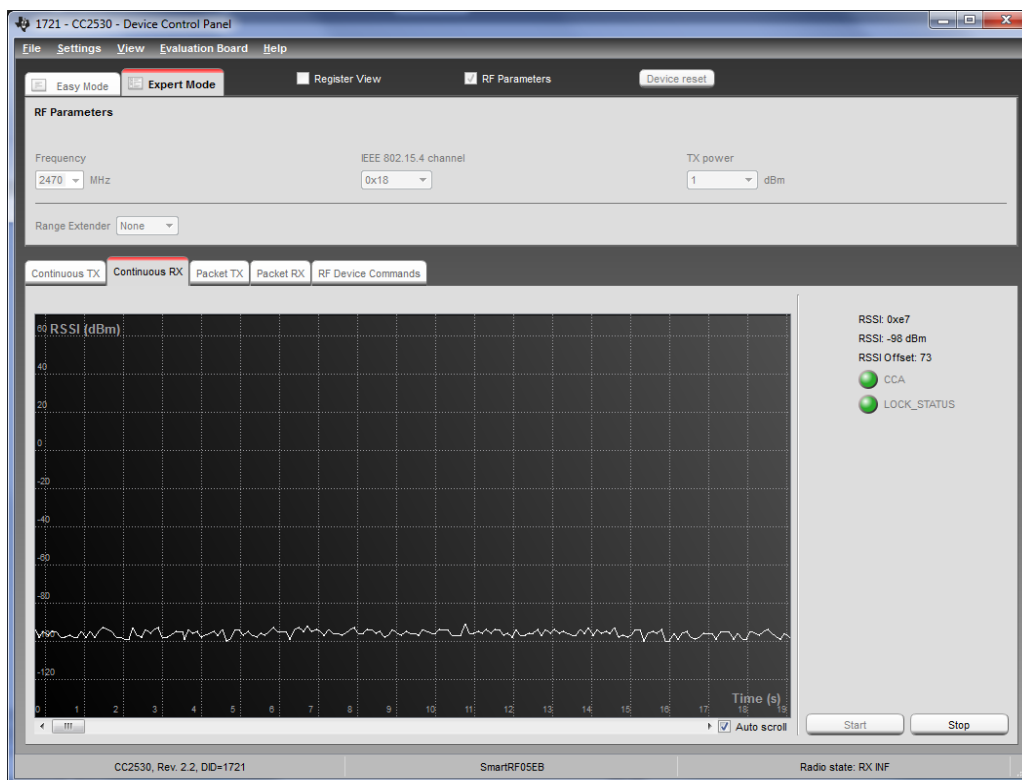 1721 - CC2530 - Device Control Panel
File Settings View Evaluation Board Help
Easy Mode Expert Mode Register View RF Parameters Device reset
RF Parameters
Frequency IEEE 802.15.4 channel TX power
2470 MHz 0x18 1 dBm
Range Extender None
Continuous TX Continuous RX Packet TX Packet RX RF Device Commands
RSSI: 0xe7
RSSI: -98 dBm
RSSI Offset: 73
CCA
LOCK_STATUS
60 RSSI (dBm)
40
20
0
-20
-40
-60
-80
-100
-120
Time (s)
0 1 2 3 4 5 6 7 8 9 10 11 12 13 14 15 16 17 18 19
Auto scroll Start Stop
CC2530, Rev. 2.2, DID=1721 SmartRF05EB Radio state: RX INF